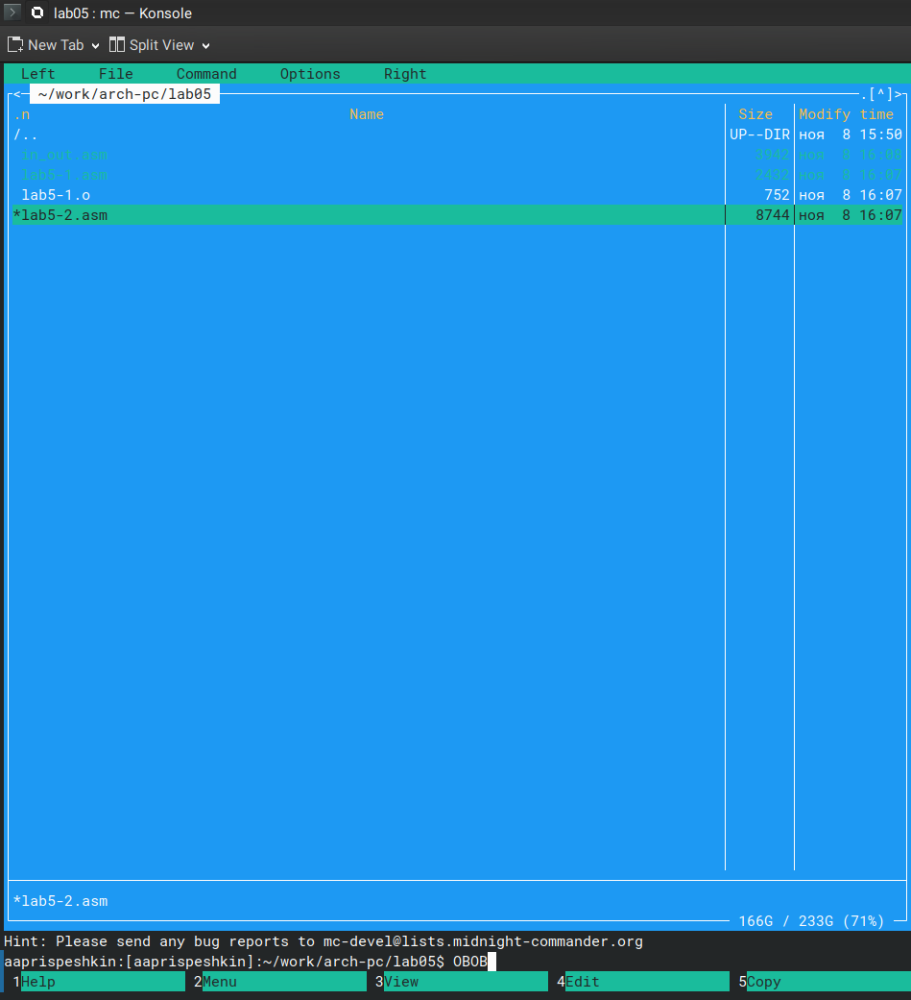 lab05 : mc — Konsole
New Tab Split View
Left File Command Options Right
<─ ~/work/arch-pc/lab05 .[^]>
.n Name Size Modify time
/.. UP--DIR ноя 8 15:50
in_out.asm 3942 ноя 8 16:08
lab5-1.asm 2432 ноя 8 16:07
lab5-1.o 752 ноя 8 16:07
*lab5-2.asm 8744 ноя 8 16:07
*lab5-2.asm
166G / 233G (71%)
Hint: Please send any bug reports to mc-devel@lists.midnight-commander.org
aaprispeshkin:[aaprispeshkin]:~/work/arch-pc/lab05$ OBOB
1Help 2Menu 3View 4Edit 5Copy